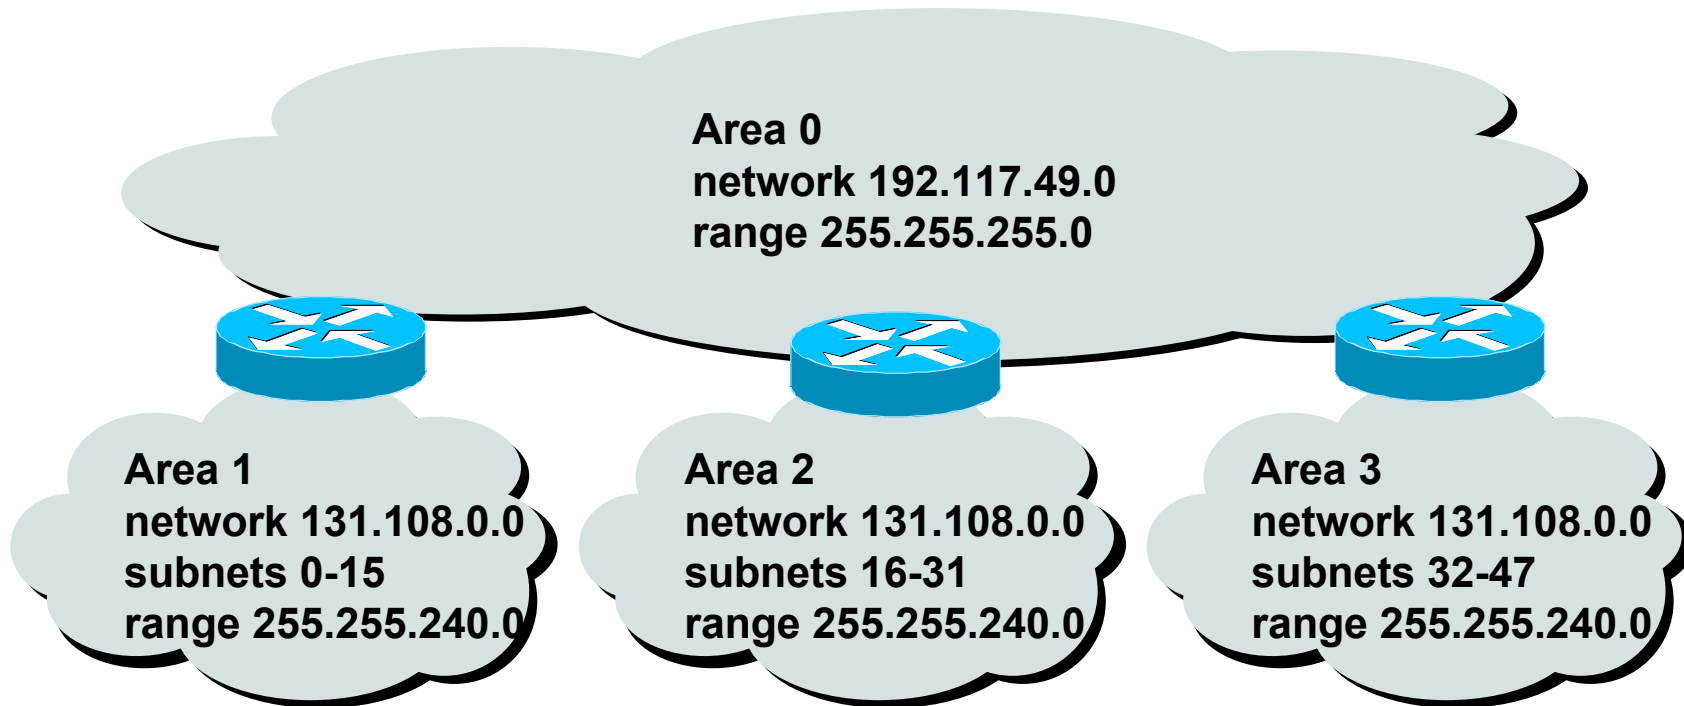 Area 0
network 192.117.49.0
range 255.255.255.0
Area 1
network 131.108.0.0
subnets 0-15
range 255.255.240.0
Area 2
network 131.108.0.0
subnets 16-31
range 255.255.240.0
Area 3
network 131.108.0.0
subnets 32-47
range 255.255.240.0